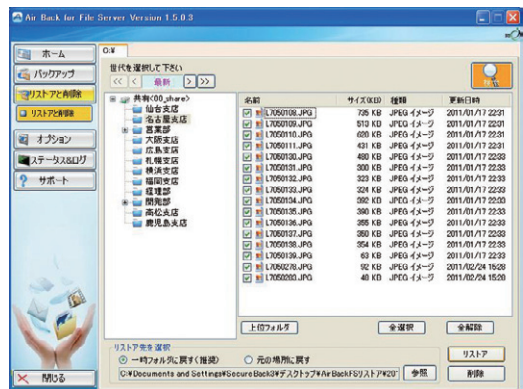 Air Back for File Server Version 1.5.0.3
ホーム
バックアップ
リストアと削除
リストアと削除
オプション
ステータス&ログ
サポート
閉じる
O:¥
世代を選択して下さい
<< < 最新 > >>
共有<00_share>
仙台支店
名古屋支店
営業部
大阪支店
広島支店
札幌支店
横浜支店
福岡支店
経理部
開発部
高松支店
鹿児島支店
名前 サイズ(KB) 種類 更新日時
L7050108.JPG 735 KB JPEG イメージ 2011/01/17 22:31
L7050109.JPG 513 KB JPEG イメージ 2011/01/17 22:31
L7050110.JPG 620 KB JPEG イメージ 2011/01/17 22:31
L7050111.JPG 431 KB JPEG イメージ 2011/01/17 22:31
L7050130.JPG 480 KB JPEG イメージ 2011/01/17 22:33
L7050131.JPG 300 KB JPEG イメージ 2011/01/17 22:33
L7050132.JPG 323 KB JPEG イメージ 2011/01/17 22:33
L7050133.JPG 324 KB JPEG イメージ 2011/01/17 22:33
L7050134.JPG 392 KB JPEG イメージ 2011/01/17 22:33
L7050135.JPG 390 KB JPEG イメージ 2011/01/17 22:33
L7050136.JPG 355 KB JPEG イメージ 2011/01/17 22:33
L7050137.JPG 350 KB JPEG イメージ 2011/01/17 22:33
L7050138.JPG 354 KB JPEG イメージ 2011/01/17 22:33
L7050139.JPG 63 KB JPEG イメージ 2011/01/17 22:33
L7050278.JPG 92 KB JPEG イメージ 2011/02/24 15:28
L7050280.JPG 40 KB JPEG イメージ 2011/02/24 15:28
上位フォルダ 全選択 全解除
リストア先を選択
一時フォルダに戻す(推奨) 元の場所に戻す
C:¥Documents and Settings¥SecureBack3¥デスクトップ¥AirBackFSリストア¥20 参照
リストア
削除